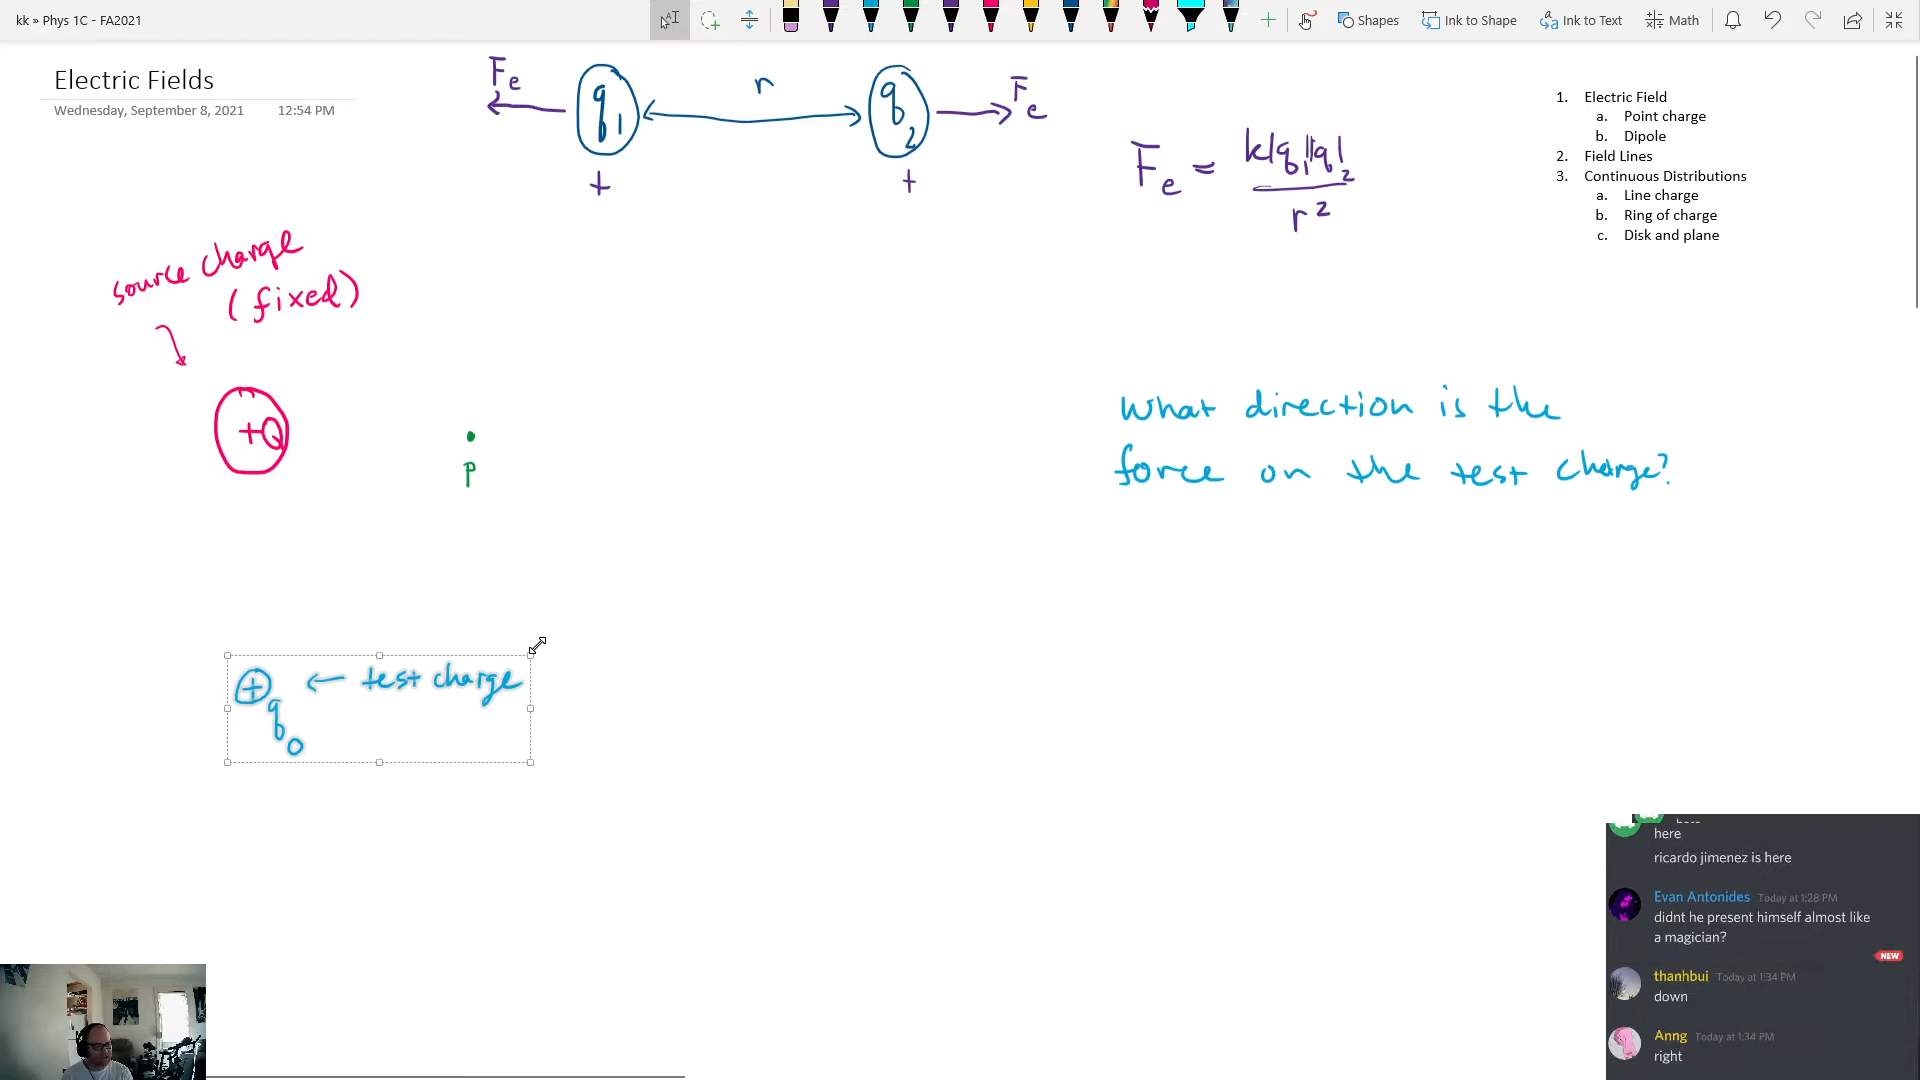 kk » Phys 1C - FA2021
Shapes
Ink to Shape
Ink to Text
Math
Electric Fields
Wednesday, September 8, 2021 12:54 PM
Fe q1 r q2 Fe
+ +
Fe = k|q1||q2|
r²
1. Electric Field
a. Point charge
b. Dipole
2. Field Lines
3. Continuous Distributions
a. Line charge
b. Ring of charge
c. Disk and plane
source charge
(fixed)
+Q
P
What direction is the
force on the test charge?
+ ← test charge
q0
here
ricardo jimenez is here
Evan Antonides Today at 1:28 PM
didnt he present himself almost like
a magician?
NEW
thanhbui Today at 1:34 PM
down
Anng Today at 1:34 PM
right